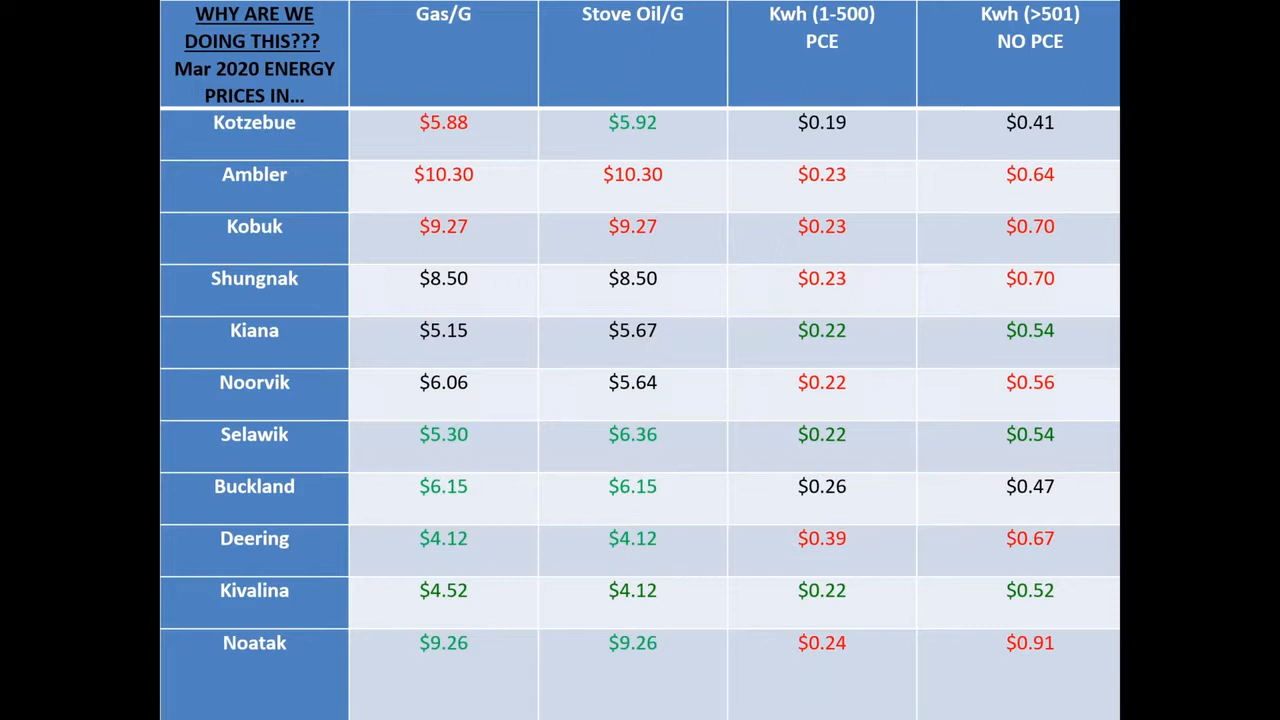 WHY ARE WE
DOING THIS???
Mar 2020 ENERGY
PRICES IN...
Gas/G
Stove Oil/G
Kwh (1-500)
PCE
Kwh (>501)
NO PCE
Kotzebue $5.88 $5.92 $0.19 $0.41
Ambler $10.30 $10.30 $0.23 $0.64
Kobuk $9.27 $9.27 $0.23 $0.70
Shungnak $8.50 $8.50 $0.23 $0.70
Kiana $5.15 $5.67 $0.22 $0.54
Noorvik $6.06 $5.64 $0.22 $0.56
Selawik $5.30 $6.36 $0.22 $0.54
Buckland $6.15 $6.15 $0.26 $0.47
Deering $4.12 $4.12 $0.39 $0.67
Kivalina $4.52 $4.12 $0.22 $0.52
Noatak $9.26 $9.26 $0.24 $0.91